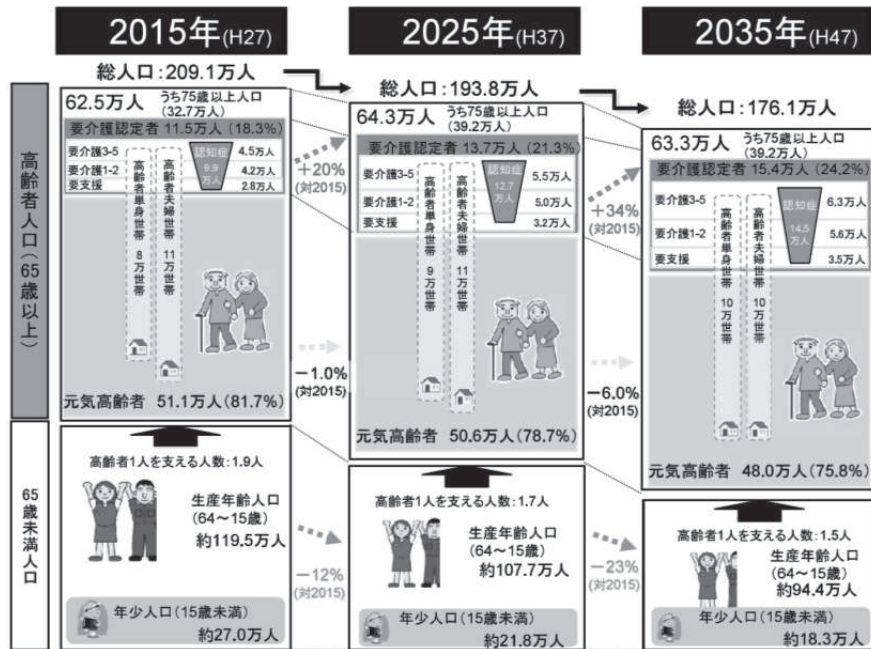 2015年(H27)
2025年(H37)
2035年(H47)
総人口:209.1万人
総人口:193.8万人
総人口:176.1万人
高齢者人口(65歳以上)
62.5万人
うち75歳以上人口
(32.7万人)
要介護認定者 11.5万人(18.3%)
要介護3-5
4.5万人
要介護1-2
4.2万人
要支援
2.8万人
認知症
9.9
万人
高齢者単身世帯 8万世帯
高齢者夫婦世帯 11万世帯
元気高齢者 51.1万人(81.7%)
+20%
(対2015)
−1.0%
(対2015)
64.3万人
うち75歳以上人口
(39.2万人)
要介護認定者 13.7万人(21.3%)
要介護3-5
5.5万人
要介護1-2
5.0万人
要支援
3.2万人
認知症
12.7
万人
高齢者単身世帯 9万世帯
高齢者夫婦世帯 11万世帯
元気高齢者 50.6万人(78.7%)
+34%
(対2015)
−6.0%
(対2015)
63.3万人
うち75歳以上人口
(39.2万人)
要介護認定者 15.4万人(24.2%)
要介護3-5
6.3万人
要介護1-2
5.6万人
要支援
3.5万人
認知症
14.5
万人
高齢者単身世帯 10万世帯
高齢者夫婦世帯 10万世帯
元気高齢者 48.0万人(75.8%)
65歳未満人口
高齢者1人を支える人数:1.9人
生産年齢人口
(64〜15歳)
約119.5万人
年少人口(15歳未満)
約27.0万人
−12%
(対2015)
高齢者1人を支える人数:1.7人
生産年齢人口
(64〜15歳)
約107.7万人
年少人口(15歳未満)
約21.8万人
−23%
(対2015)
高齢者1人を支える人数:1.5人
生産年齢人口
(64〜15歳)
約94.4万人
年少人口(15歳未満)
約18.3万人